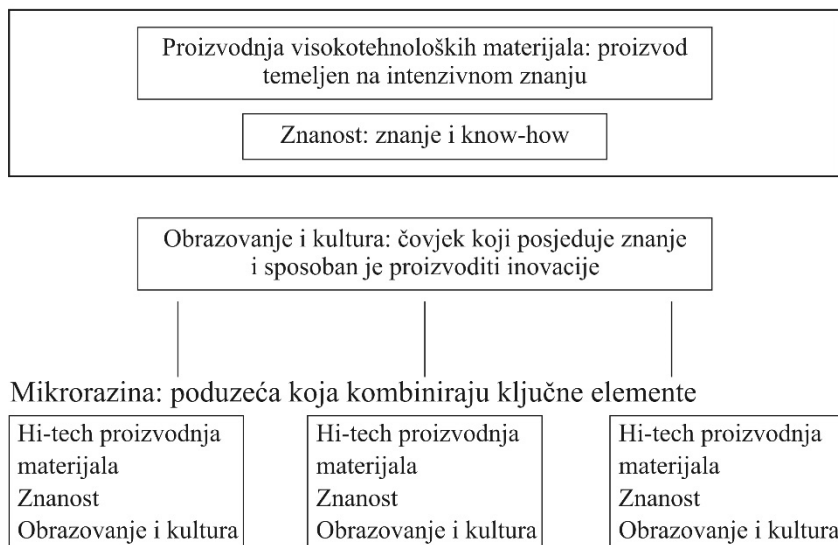 Proizvodnja visokotehnoloških materijala: proizvod
temeljen na intenzivnom znanju
Znanost: znanje i know-how
Obrazovanje i kultura: čovjek koji posjeduje znanje
i sposoban je proizvoditi inovacije
Mikrorazina: poduzeća koja kombiniraju ključne elemente
Hi-tech proizvodnja
materijala
Znanost
Obrazovanje i kultura
Hi-tech proizvodnja
materijala
Znanost
Obrazovanje i kultura
Hi-tech proizvodnja
materijala
Znanost
Obrazovanje i kultura